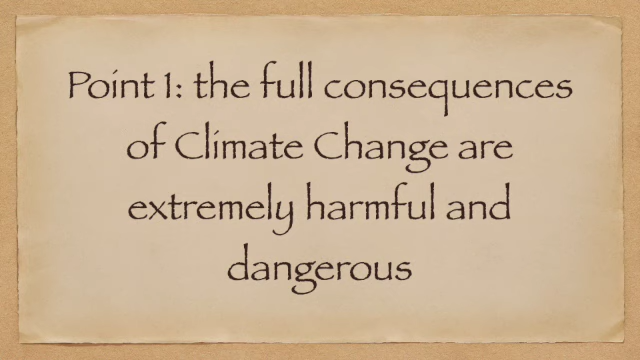 Point 1: the full consequences
of Climate Change are
extremely harmful and
dangerous